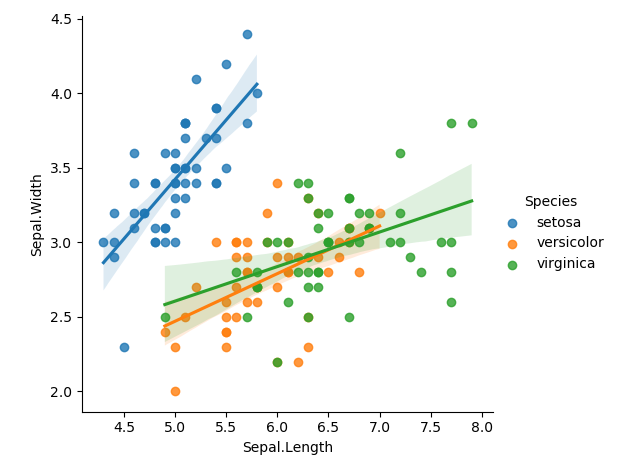 4.5
4.0
3.5
3.0
2.5
2.0
Sepal.Width
4.5 5.0 5.5 6.0 6.5 7.0 7.5 8.0
Sepal.Length
Species
setosa
versicolor
virginica